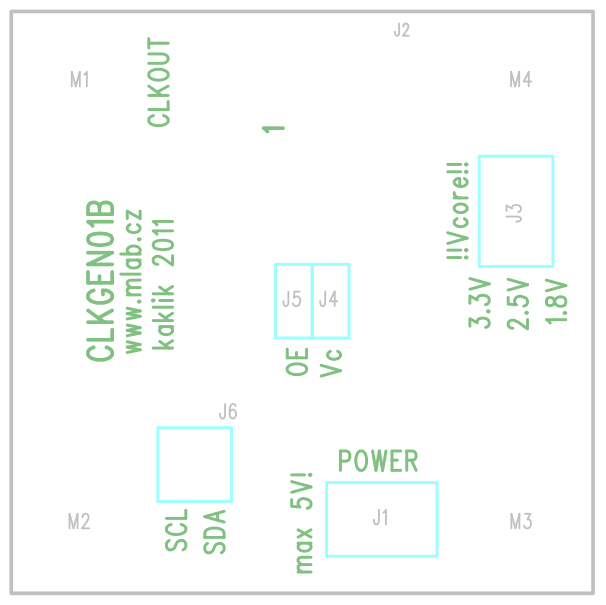 J2
M1
CLKOUT
M4
1
!!Vcore!!
J3
CLKGEN01B
www.mlab.cz
kaklik 2011
3.3V
2.5V
1.8V
J5
J4
OE
Vc
J6
POWER
max 5V!
J1
SCL
SDA
M2
M3